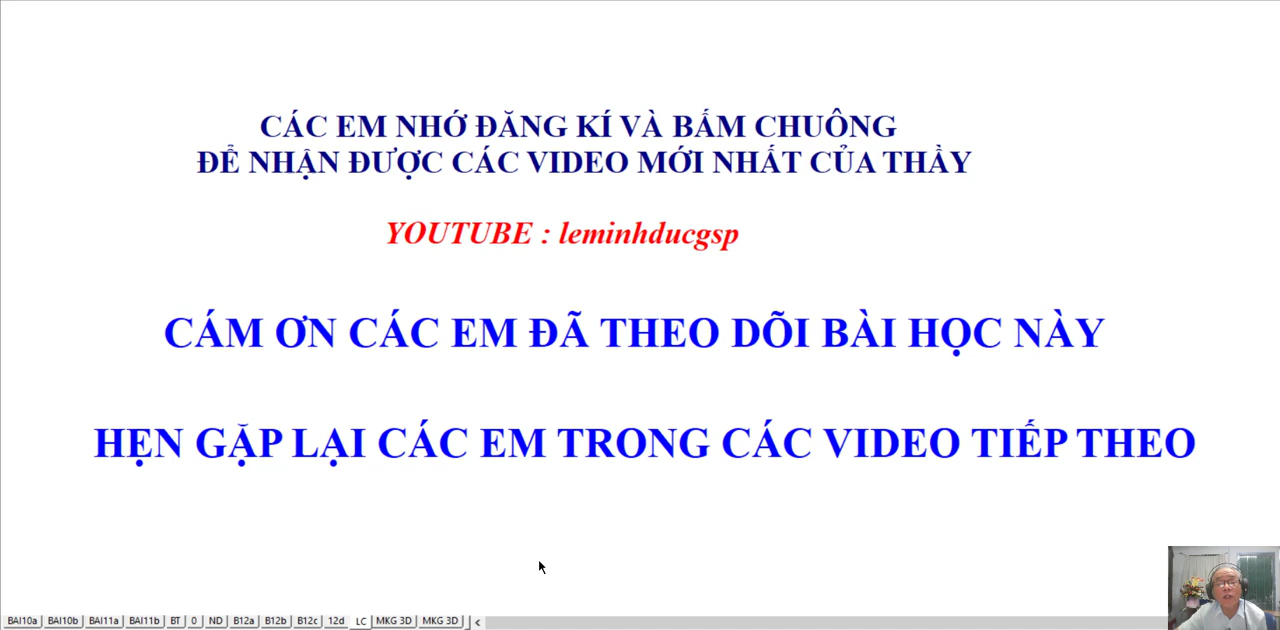 CÁC EM NHỚ ĐĂNG KÍ VÀ BẤM CHUÔNG
ĐỂ NHẬN ĐƯỢC CÁC VIDEO MỚI NHẤT CỦA THẦY
YOUTUBE : leminhducgsp
CÁM ƠN CÁC EM ĐÃ THEO DÕI BÀI HỌC NÀY
HẸN GẶP LẠI CÁC EM TRONG CÁC VIDEO TIẾP THEO
BAI10a BAI10b BAI11a BAI11b BT 0 ND B12a B12b B12c 12d LC MKG 3D MKG 3D